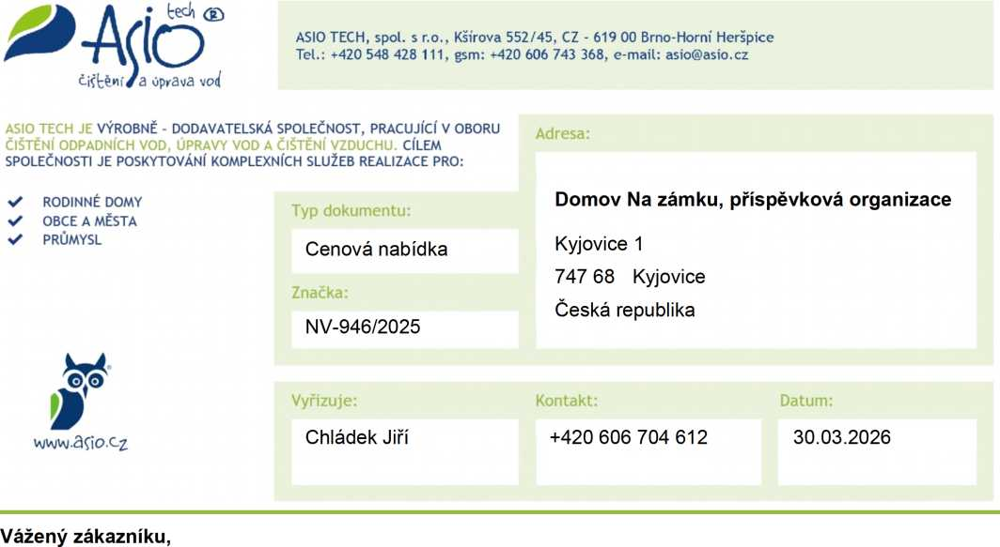 Asio tech ®
čištění a úprava vod
ASIO TECH, spol. s r.o., Kšírova 552/45, CZ - 619 00 Brno-Horní Heršpice
Tel.: +420 548 428 111, gsm: +420 606 743 368, e-mail: asio@asio.cz
ASIO TECH JE VÝROBNĚ - DODAVATELSKÁ SPOLEČNOST, PRACUJÍCÍ V OBORU
ČIŠTĚNÍ ODPADNÍCH VOD, ÚPRAVY VOD A ČIŠTĚNÍ VZDUCHU. CÍLEM
SPOLEČNOSTI JE POSKYTOVÁNÍ KOMPLEXNÍCH SLUŽEB REALIZACE PRO:
✔ RODINNÉ DOMY
✔ OBCE A MĚSTA
✔ PRŮMYSL
www.asio.cz
Typ dokumentu:
Cenová nabídka
Značka:
NV-946/2025
Adresa:
Domov Na zámku, příspěvková organizace
Kyjovice 1
747 68 Kyjovice
Česká republika
Vyřizuje:
Chládek Jiří
Kontakt:
+420 606 704 612
Datum:
30.03.2026
Vážený zákazníku,